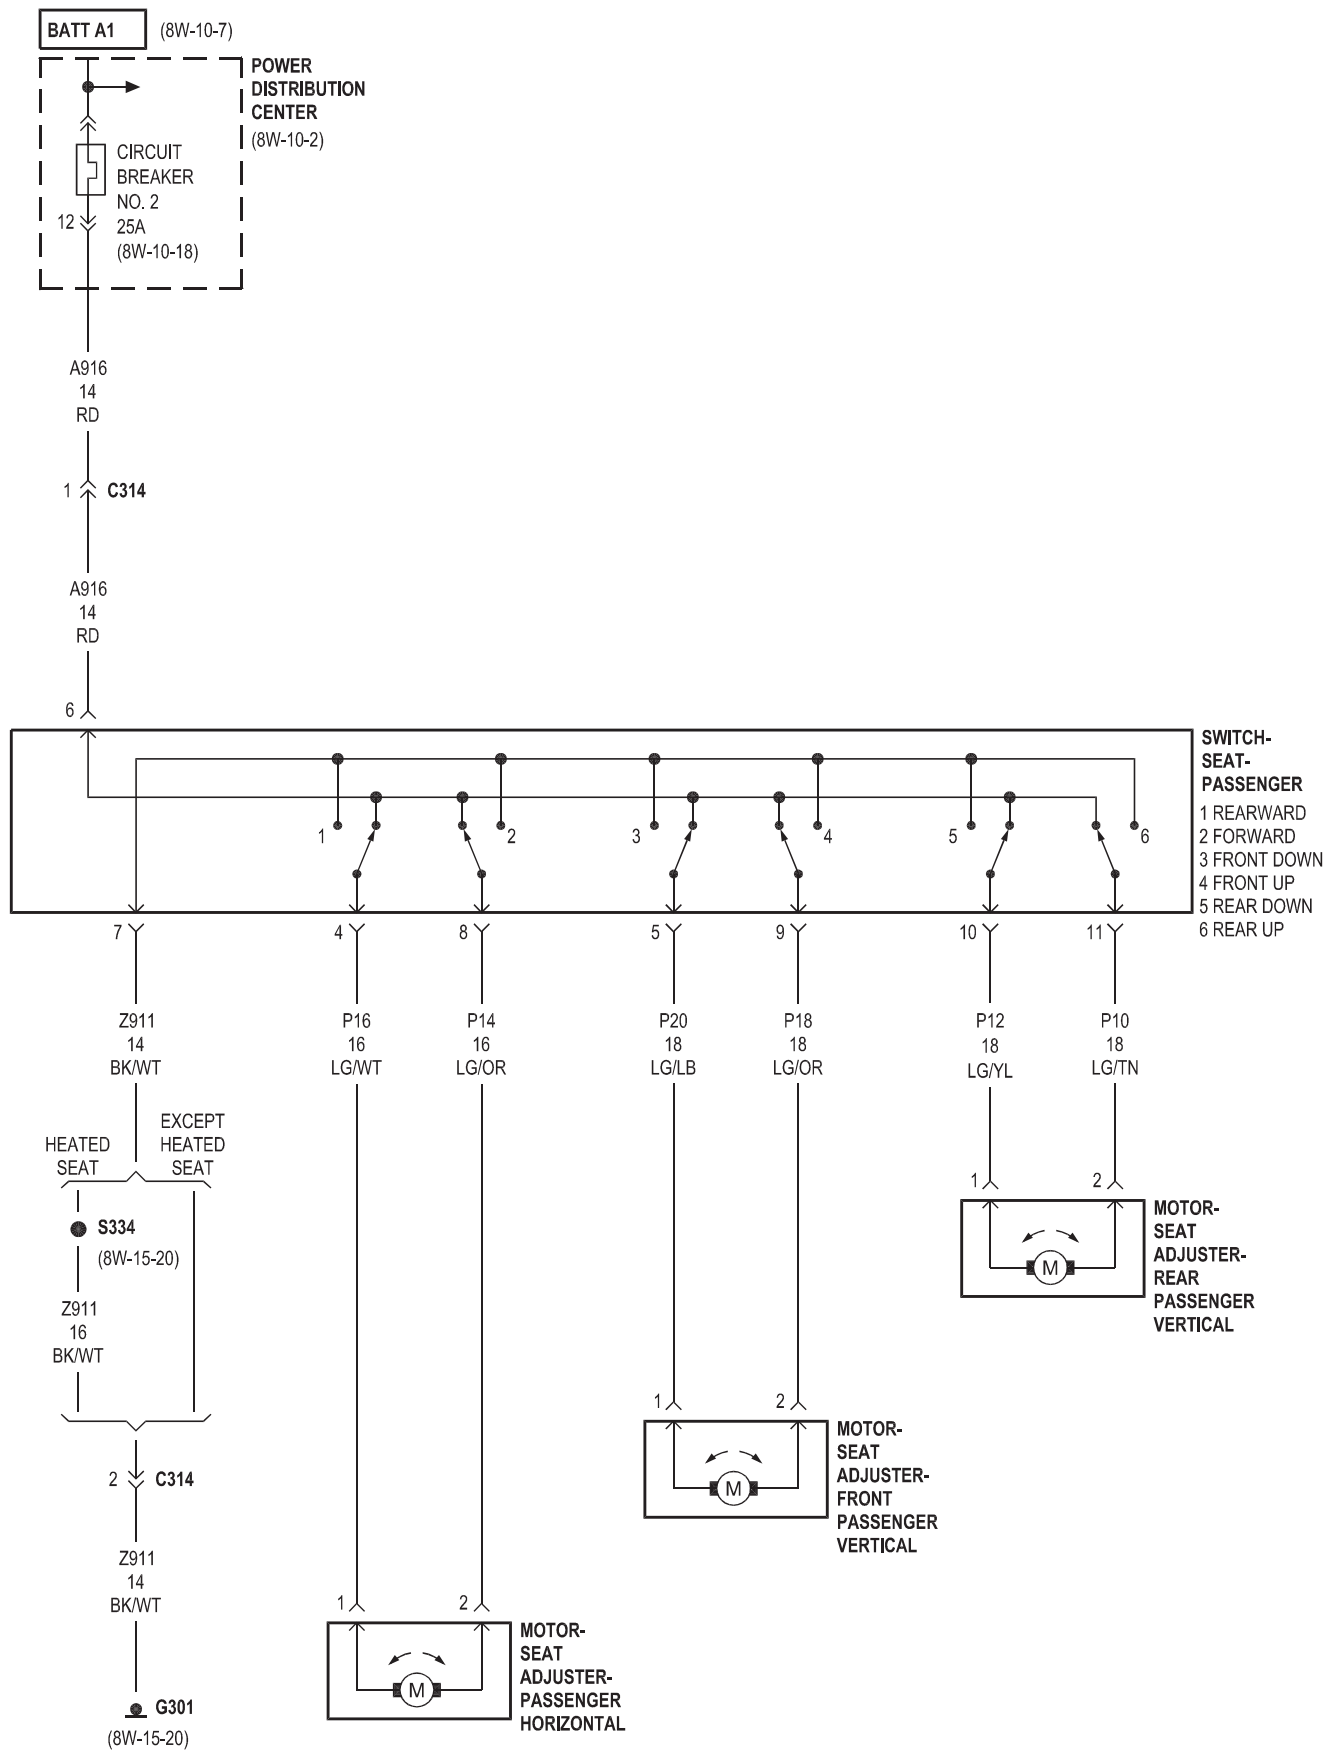 BATT A1 (8W-10-7)
POWER
DISTRIBUTION
CENTER
(8W-10-2)
CIRCUIT
BREAKER
NO. 2
25A
(8W-10-18)
12
A916
14
RD
1 C314
A916
14
RD
6
SWITCH-
SEAT-
PASSENGER
1 REARWARD
2 FORWARD
3 FRONT DOWN
4 FRONT UP
5 REAR DOWN
6 REAR UP
1 2 3 4 5 6
7 4 8 5 9 10 11
Z911
14
BK/WT
P16
16
LG/WT
P14
16
LG/OR
P20
18
LG/LB
P18
18
LG/OR
P12
18
LG/YL
P10
18
LG/TN
HEATED
SEAT
EXCEPT
HEATED
SEAT
S334
(8W-15-20)
Z911
16
BK/WT
2 C314
Z911
14
BK/WT
G301
(8W-15-20)
1 2
M
MOTOR-
SEAT
ADJUSTER-
REAR
PASSENGER
VERTICAL
1 2
M
MOTOR-
SEAT
ADJUSTER-
FRONT
PASSENGER
VERTICAL
1 2
M
MOTOR-
SEAT
ADJUSTER-
PASSENGER
HORIZONTAL